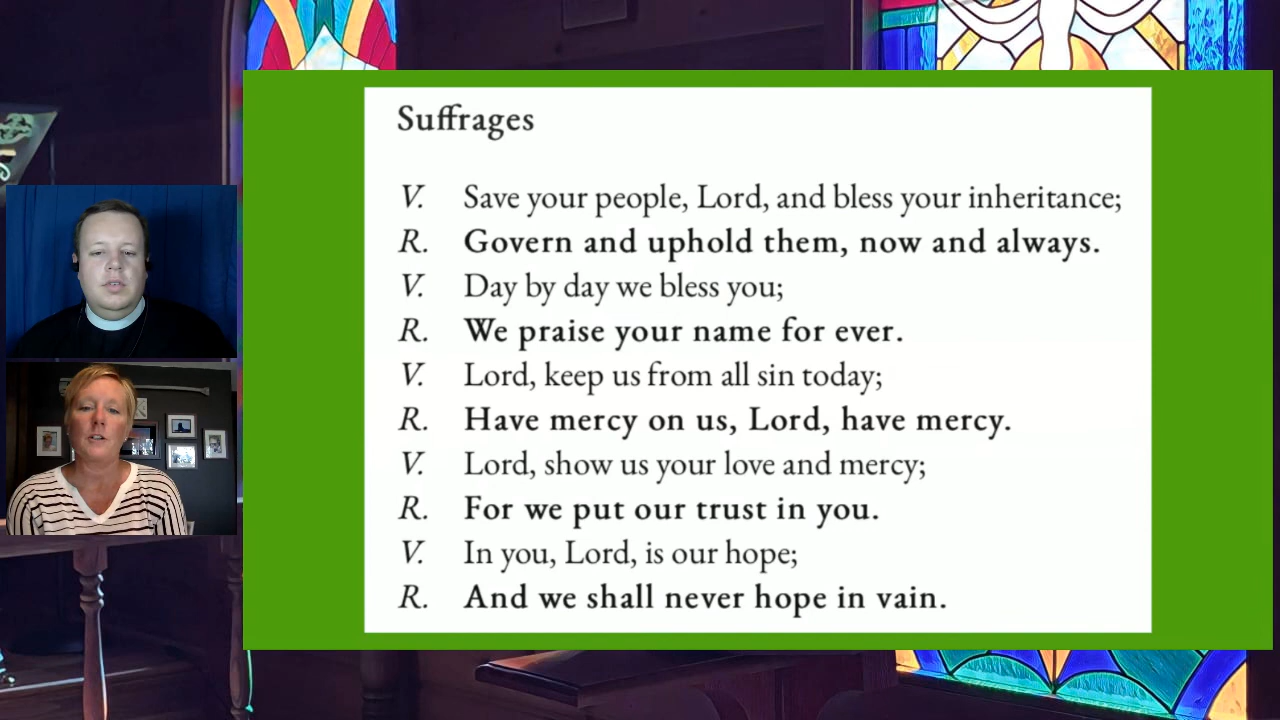 Suffrages
V. Save your people, Lord, and bless your inheritance;
R. Govern and uphold them, now and always.
V. Day by day we bless you;
R. We praise your name for ever.
V. Lord, keep us from all sin today;
R. Have mercy on us, Lord, have mercy.
V. Lord, show us your love and mercy;
R. For we put our trust in you.
V. In you, Lord, is our hope;
R. And we shall never hope in vain.